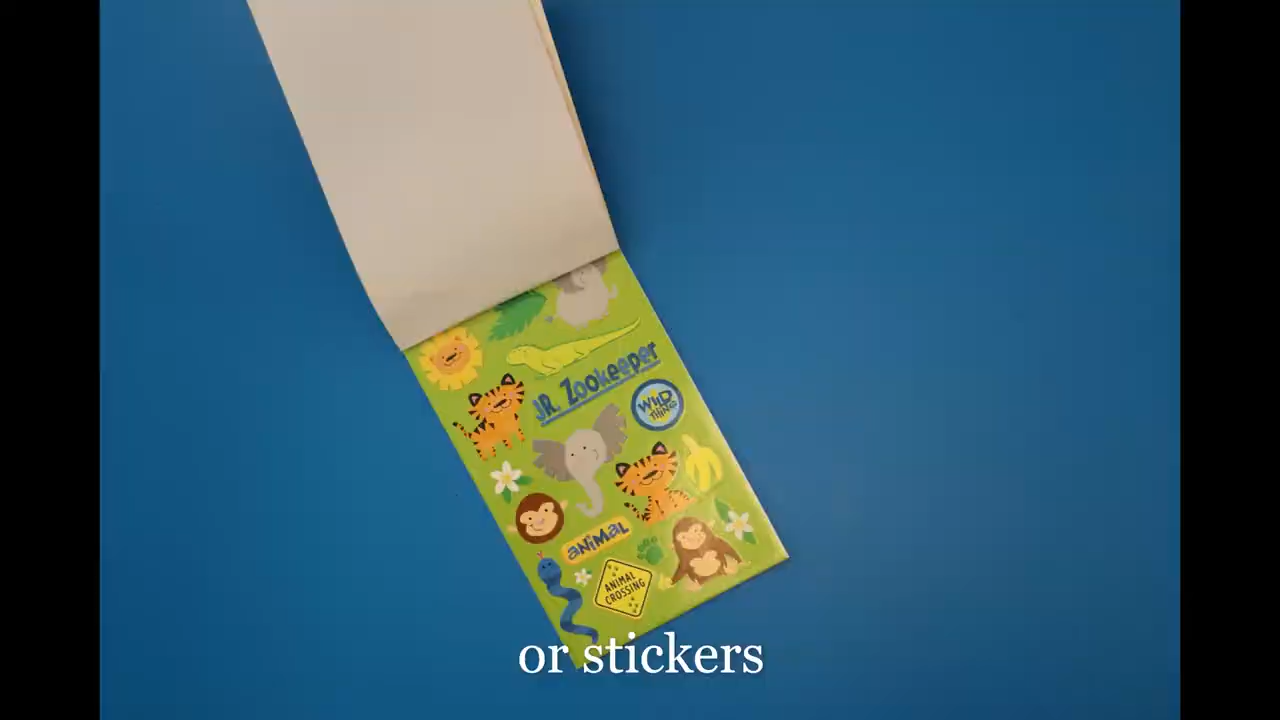 JR. Zookeeper
WILD
THING
ANIMAL
ANIMAL
CROSSING
or stickers